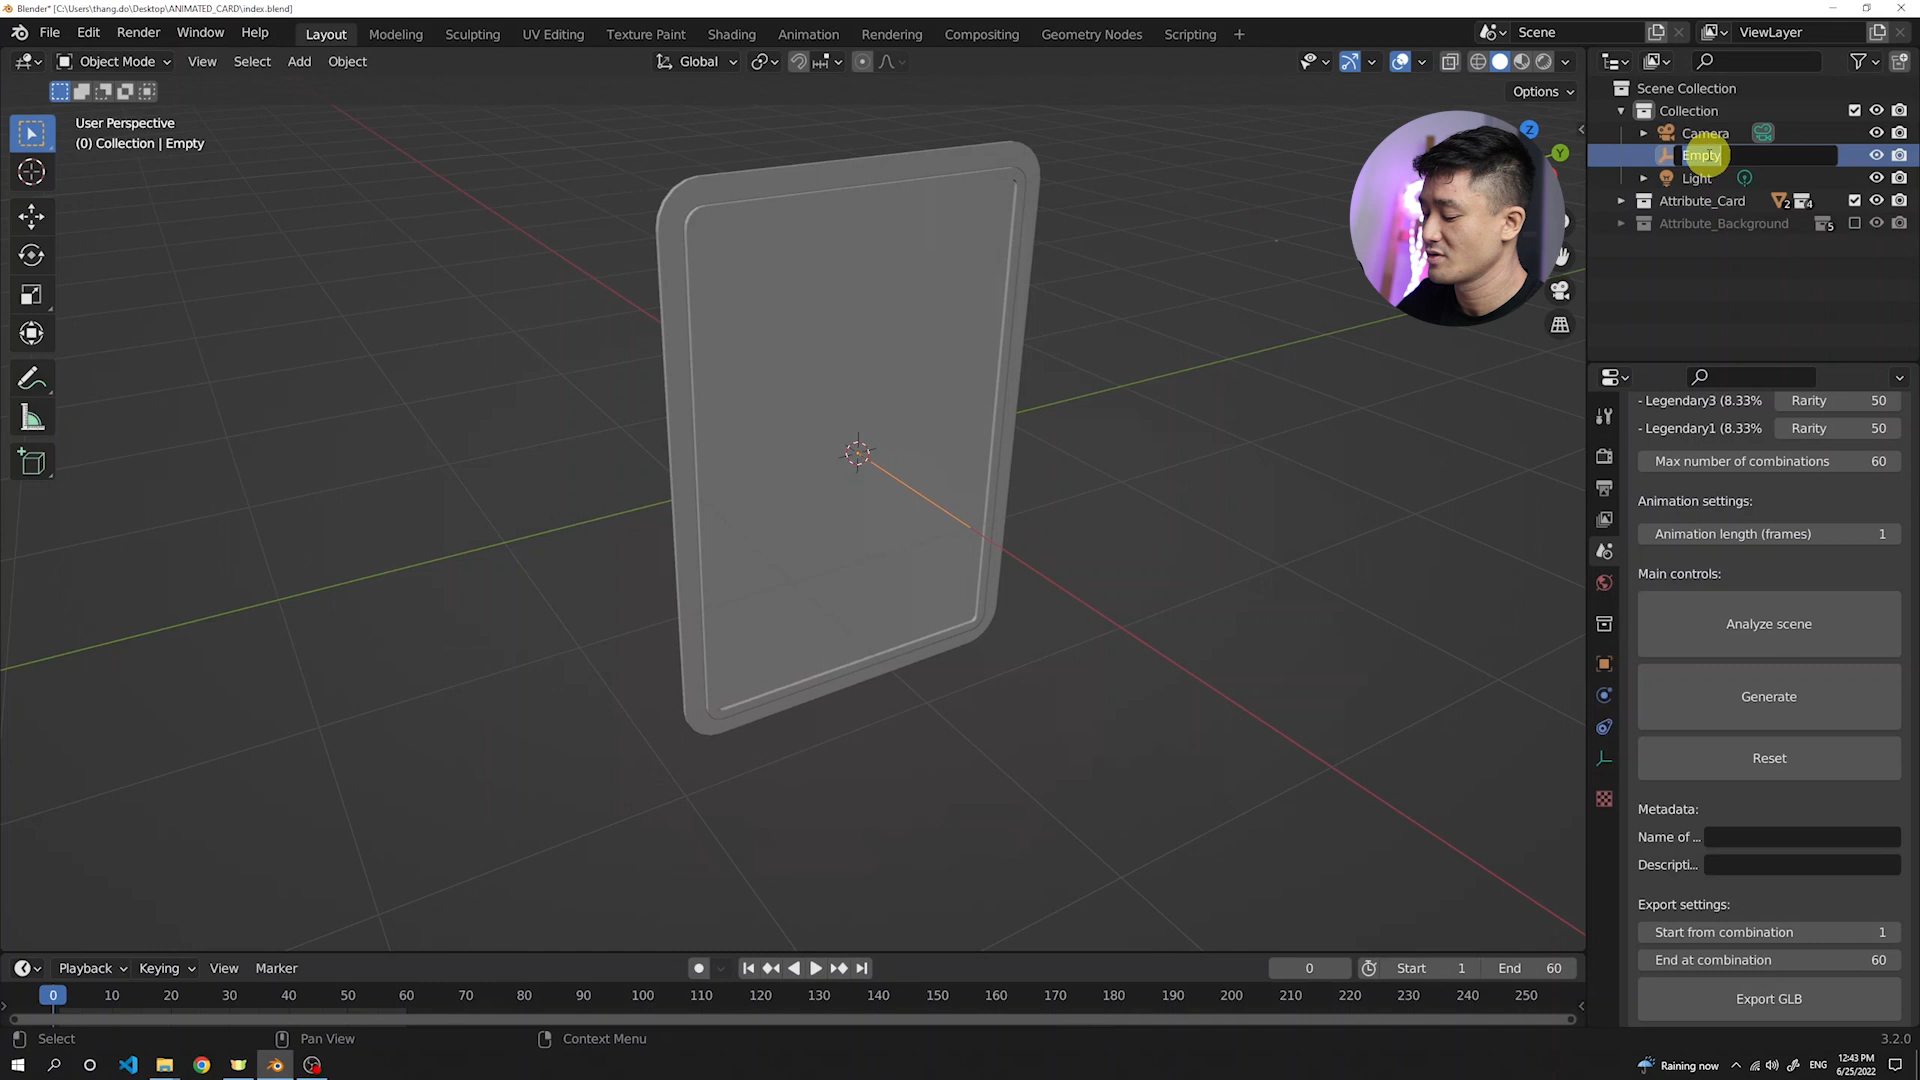 Blender* [C:\Users\thang.do\Desktop\ANIMATED_CARD\index.blend]
File Edit Render Window Help
Layout Modeling Sculpting UV Editing Texture Paint Shading Animation Rendering Compositing Geometry Nodes Scripting +
Scene
ViewLayer
Object Mode View Select Add Object
Global
Options
User Perspective
(0) Collection | Empty
Z
Y
Scene Collection
Collection
Camera
Empty
Light
Attribute_Card 2 4
Attribute_Background 5
- Legendary3 (8.33% Rarity 50
- Legendary1 (8.33% Rarity 50
Max number of combinations 60
Animation settings:
Animation length (frames) 1
Main controls:
Analyze scene
Generate
Reset
Metadata:
Name of ...
Descripti...
Export settings:
Start from combination 1
End at combination 60
Export GLB
Playback Keying View Marker
0 Start 1 End 60
0 10 20 30 40 50 60 70 80 90 100 110 120 130 140 150 160 170 180 190 200 210 220 230 240 250
Select Pan View Context Menu
3.2.0
Raining now ENG 12:43 PM
6/25/2022